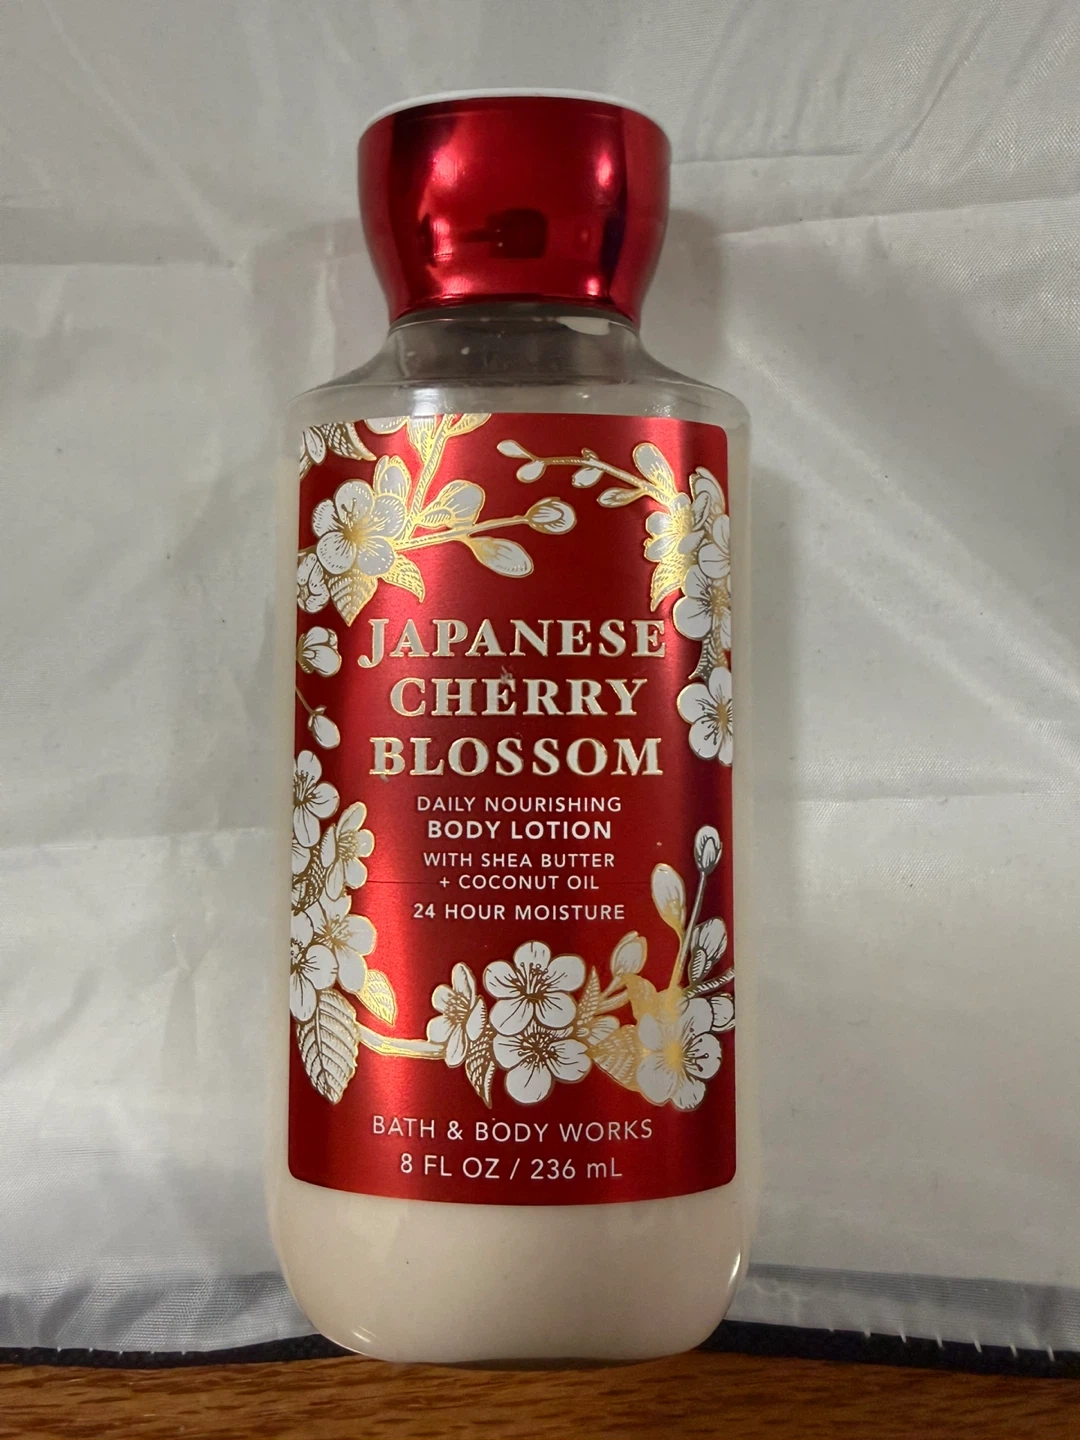 JAPANESE
CHERRY
BLOSSOM
DAILY NOURISHING
BODY LOTION
WITH SHEA BUTTER
+ COCONUT OIL
24 HOUR MOISTURE
BATH & BODY WORKS
8 FL OZ / 236 mL